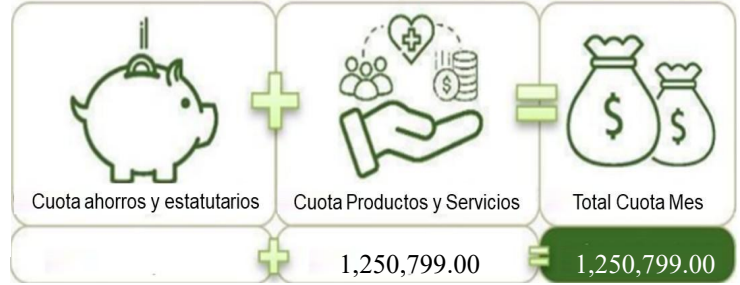 Cuota ahorros y estatutarios
Cuota Productos y Servicios
Total Cuota Mes
1,250,799.00
1,250,799.00